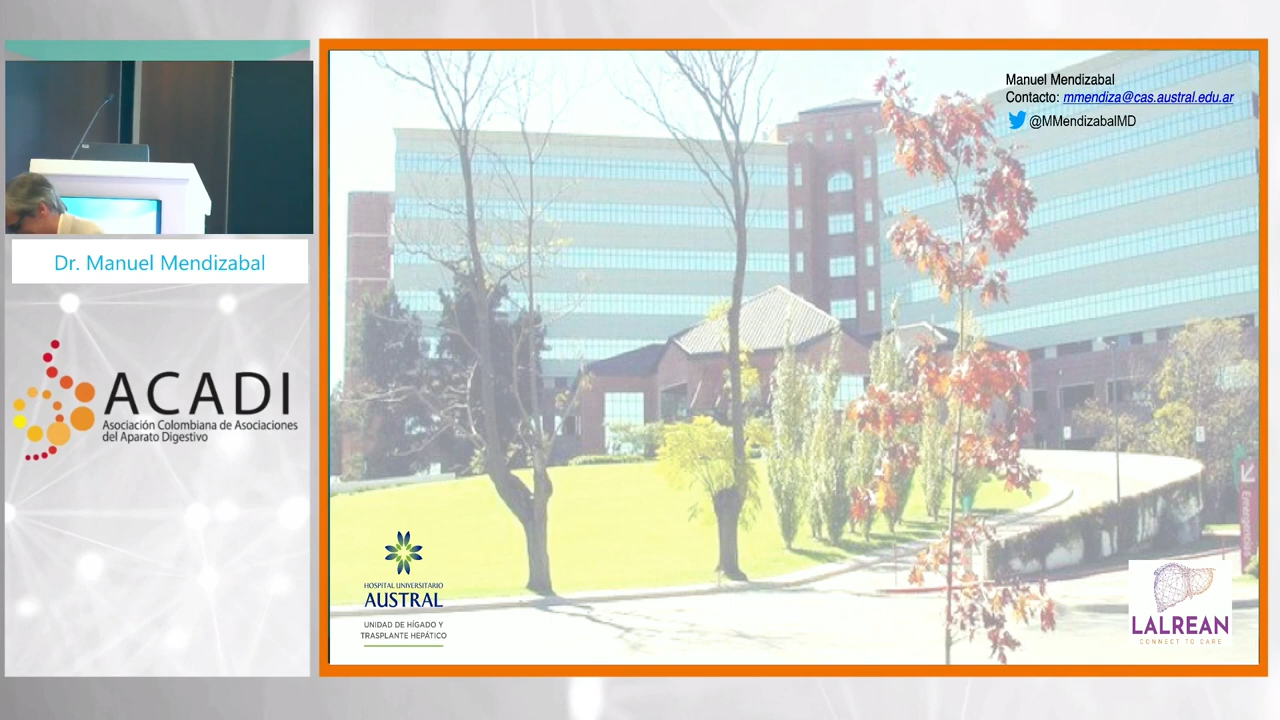 Manuel Mendizabal
Contacto: mmendiza@cas.austral.edu.ar
@MMendizabalMD
Dr. Manuel Mendizabal
ACADI
Asociación Colombiana de Asociaciones
del Aparato Digestivo
HOSPITAL UNIVERSITARIO
AUSTRAL
UNIDAD DE HÍGADO Y
TRASPLANTE HEPÁTICO
Emergencias
LALREAN
CONNECT TO CARE